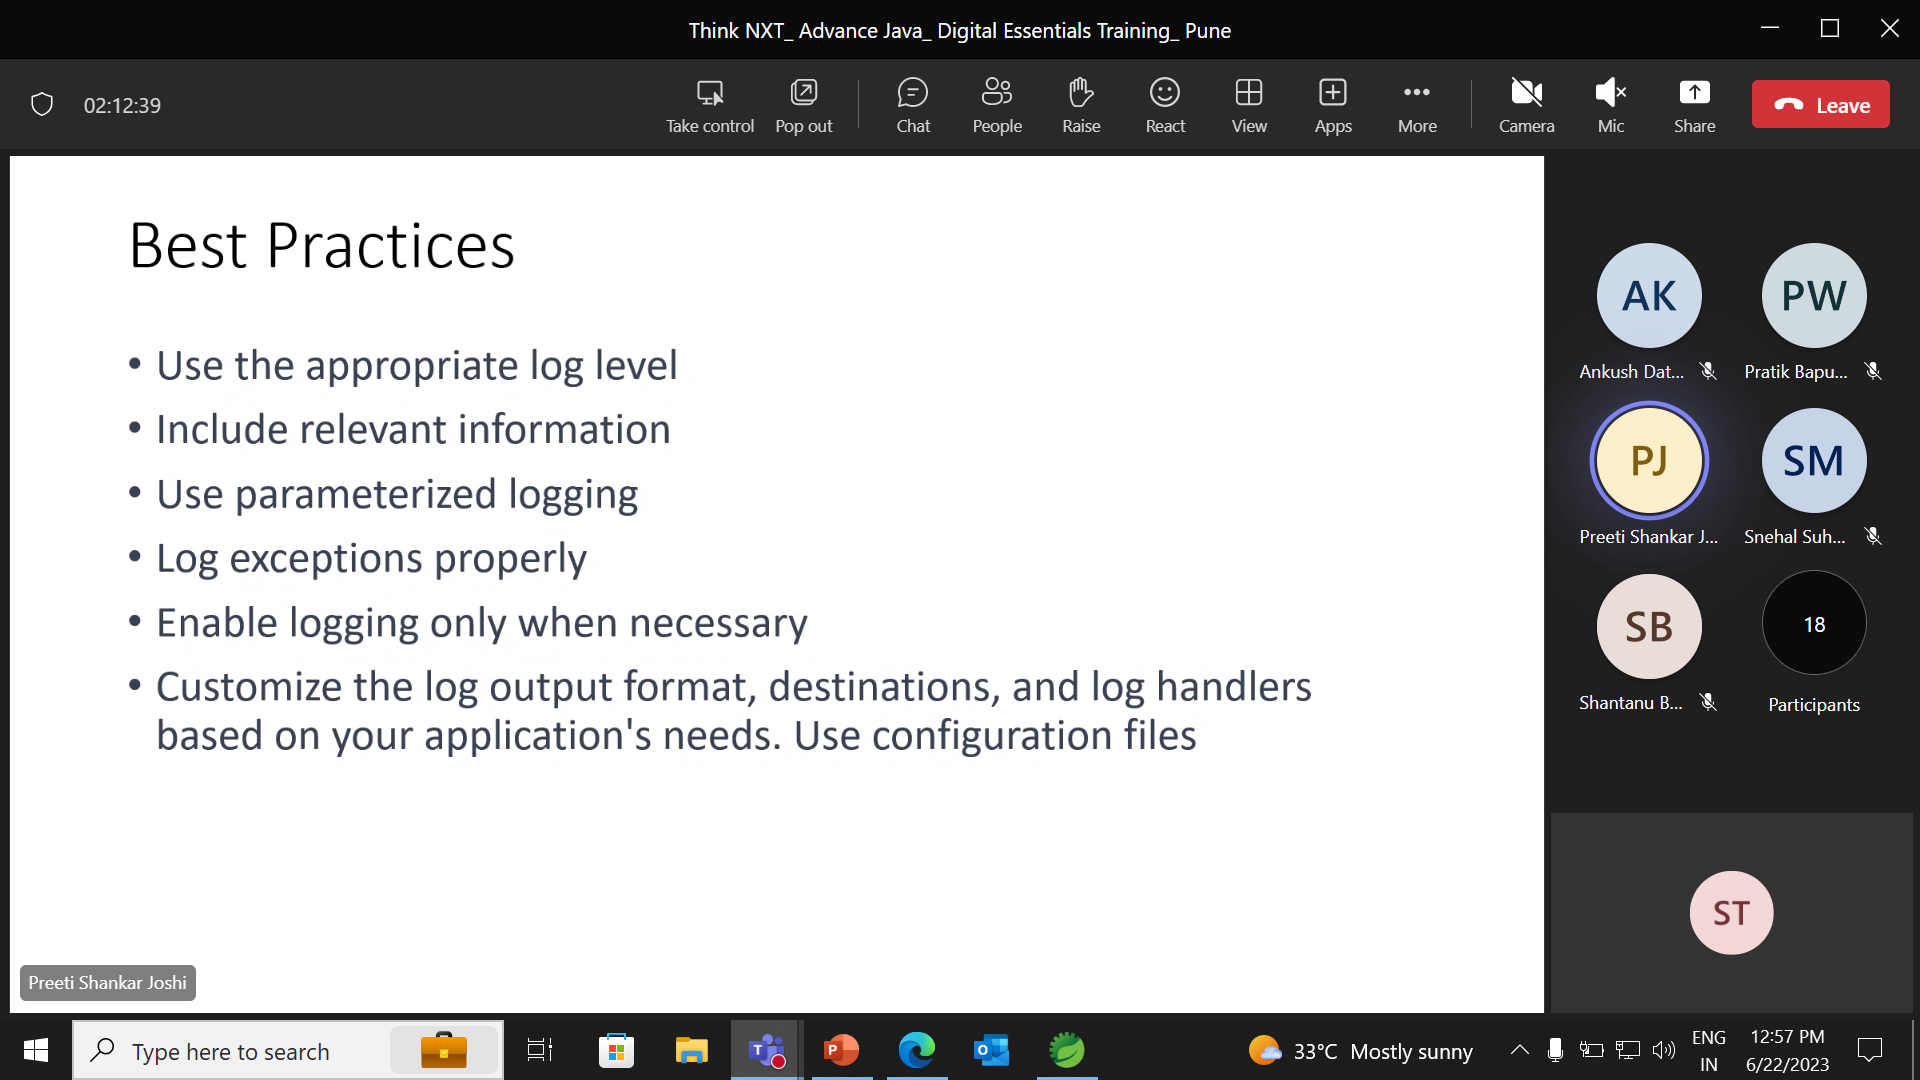 Think NXT_ Advance Java_ Digital Essentials Training_ Pune
02:12:39
Take control
Pop out
Chat
People
Raise
React
View
Apps
More
Camera
Mic
Share
Leave
Best Practices
• Use the appropriate log level
• Include relevant information
• Use parameterized logging
• Log exceptions properly
• Enable logging only when necessary
• Customize the log output format, destinations, and log handlers
based on your application's needs. Use configuration files
Preeti Shankar Joshi
AK
PW
Ankush Dat...
Pratik Bapu...
PJ
SM
Preeti Shankar J...
Snehal Suh...
SB
18
Shantanu B...
Participants
ST
Type here to search
33°C Mostly sunny
ENG
IN
12:57 PM
6/22/2023